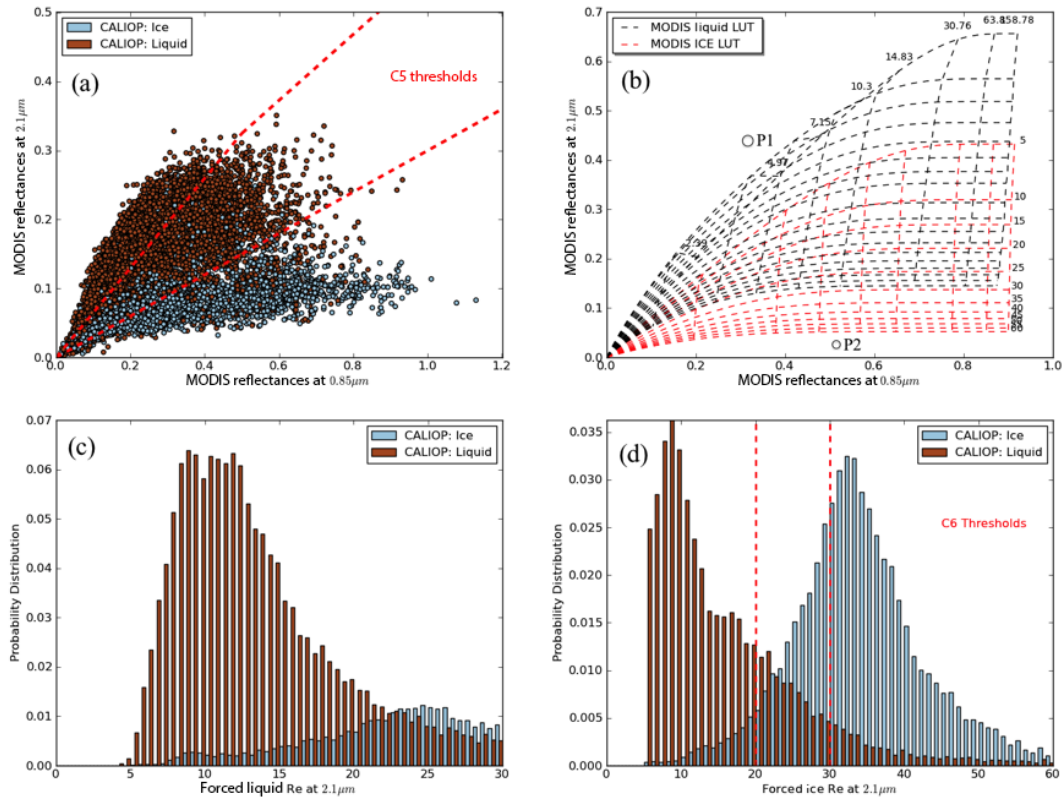 0.5
0.4
0.3
0.2
0.1
0.0
MODIS reflectances at 2.1μm
CALIOP: Ice
CALIOP: Liquid
(a)
C5 thresholds
0.0 0.2 0.4 0.6 0.8 1.0 1.2
MODIS reflectances at 0.85μm
0.7
0.6
0.5
0.4
0.3
0.2
0.1
0.0
MODIS reflectances at 2.1μm
MODIS liquid LUT
MODIS ICE LUT
(b)
30.76
63.8
158.78
14.83
10.3
7.15
P1
5
10
15
20
25
30
35
40
60
P2
0.0 0.2 0.4 0.6 0.8 1.0
MODIS reflectances at 0.85μm
0.07
0.06
0.05
0.04
0.03
0.02
0.01
0.00
Probability Distribution
(c)
CALIOP: Ice
CALIOP: Liquid
0 5 10 15 20 25 30
Forced liquid Re at 2.1μm
0.035
0.030
0.025
0.020
0.015
0.010
0.005
0.000
Probability Distribution
(d)
CALIOP: Ice
CALIOP: Liquid
C6 Thresholds
10 20 30 40 50 60
Forced ice Re at 2.1μm